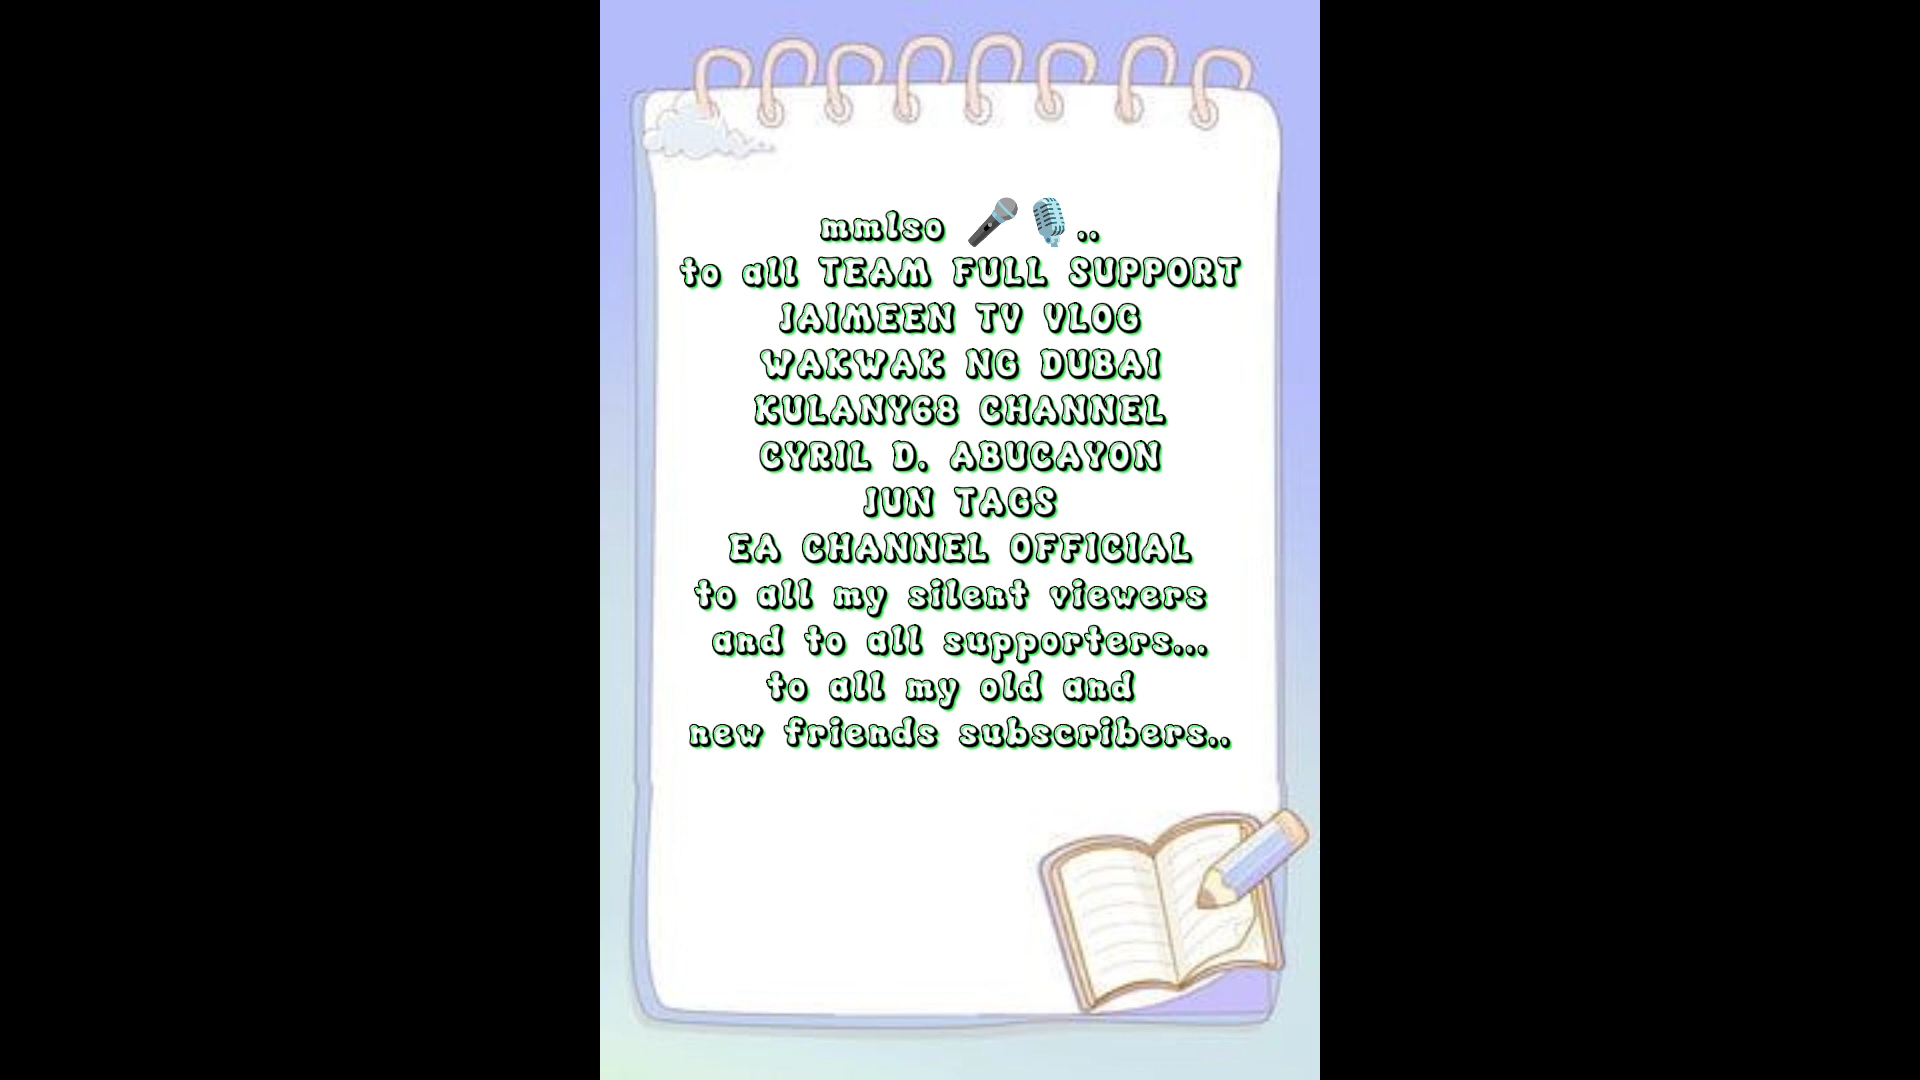 mmlso 🎤🎙️..
to all TEAM FULL SUPPORT
JAIMEEN TV VLOG
WAKWAK NG DUBAI
KULANY68 CHANNEL
CYRIL D. ABUCAYON
JUN TAGS
EA CHANNEL OFFICIAL
to all my silent viewers
and to all supporters...
to all my old and
new friends subscribers..